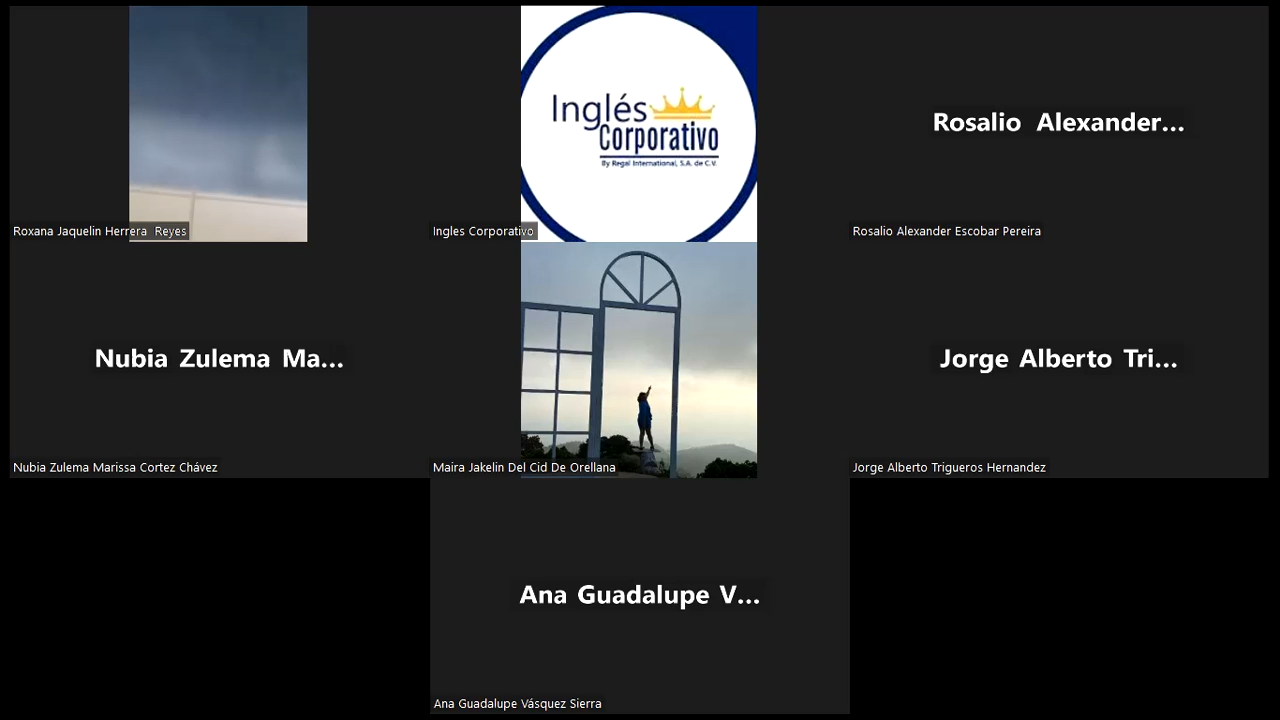 Roxana Jaquelin Herrera Reyes
Inglés
Corporativo
By Regal International, S.A. de C.V.
Ingles Corporativo
Rosalio Alexander...
Rosalio Alexander Escobar Pereira
Nubia Zulema Ma...
Nubia Zulema Marissa Cortez Chávez
Maira Jakelin Del Cid De Orellana
Jorge Alberto Tri...
Jorge Alberto Trigueros Hernandez
Ana Guadalupe V...
Ana Guadalupe Vásquez Sierra